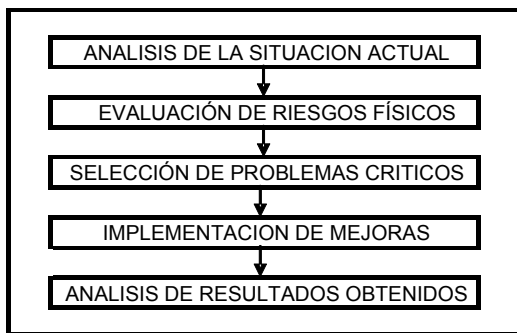 ANALISIS DE LA SITUACION ACTUAL
EVALUACIÓN DE RIESGOS FÍSICOS
SELECCIÓN DE PROBLEMAS CRITICOS
IMPLEMENTACION DE MEJORAS
ANALISIS DE RESULTADOS OBTENIDOS